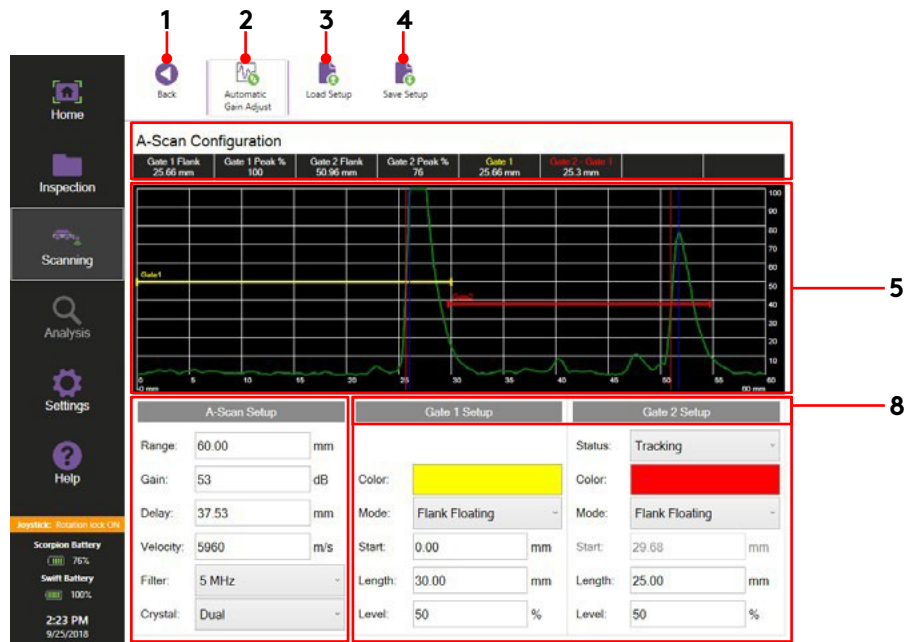 1 2 3 4
Back
Automatic Gain Adjust
Load Setup
Save Setup
Home
Inspection
Scanning
Analysis
Settings
Help
Joystick: Rotation lock ON
Scorpion Battery
76%
Swift Battery
100%
2:23 PM
9/25/2018
A-Scan Configuration
Gate 1 Flank Gate 1 Peak % Gate 2 Flank Gate 2 Peak % Gate 1 Gate 2 - Gate 1
25.66 mm 100 50.96 mm 76 25.66 mm 25.3 mm
100
90
80
70
60
50
40
30
20
10
Gate1
Gate2
0 5 10 15 20 25 30 35 40 45 50 55 60
0 mm 60 mm
5
8
A-Scan Setup
Range: 60.00 mm
Gain: 53 dB
Delay: 37.53 mm
Velocity: 5960 m/s
Filter: 5 MHz
Crystal: Dual
Gate 1 Setup
Color:
Mode: Flank Floating
Start: 0.00 mm
Length: 30.00 mm
Level: 50 %
Gate 2 Setup
Status: Tracking
Color:
Mode: Flank Floating
Start: 29.68 mm
Length: 25.00 mm
Level: 50 %